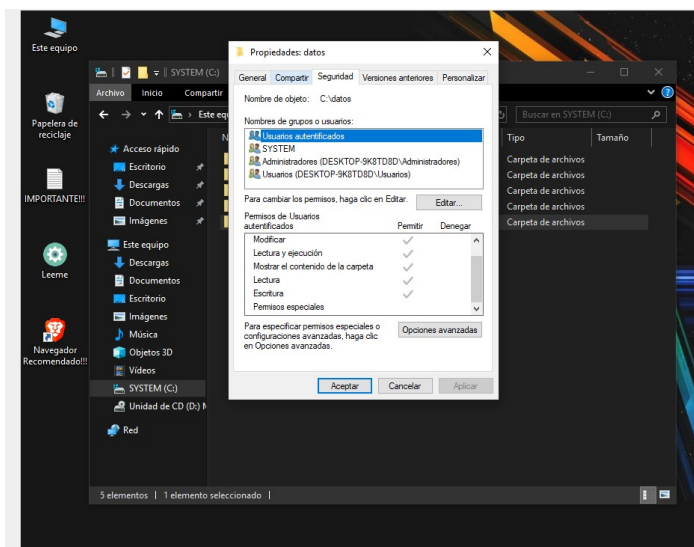 Este equipo
Papelera de
reciclaje
IMPORTANTE!!!
Leeme
Navegador
Recomendado!!!
SYSTEM (C:)
Archivo Inicio Compartir
Este equ
Buscar en SYSTEM (C:)
N
Tipo Tamaño
Acceso rápido
Escritorio
Descargas
Documentos
Imágenes
Este equipo
Descargas
Documentos
Escritorio
Imágenes
Música
Objetos 3D
Vídeos
SYSTEM (C:)
Unidad de CD (D:) N
Red
Carpeta de archivos
Carpeta de archivos
Carpeta de archivos
Carpeta de archivos
Carpeta de archivos
5 elementos 1 elemento seleccionado
Propiedades: datos
General Compartir Seguridad Versiones anteriores Personalizar
Nombre de objeto: C:\datos
Nombres de grupos o usuarios:
Usuarios autentificados
SYSTEM
Administradores (DESKTOP-9K8TD8D\Administradores)
Usuarios (DESKTOP-9K8TD8D\Usuarios)
Para cambiar los permisos, haga clic en Editar.
Editar...
Permisos de Usuarios
autentificados Permitir Denegar
Modificar
Lectura y ejecución
Mostrar el contenido de la carpeta
Lectura
Escritura
Permisos especiales
Para especificar permisos especiales o
configuraciones avanzadas, haga clic
en Opciones avanzadas.
Opciones avanzadas
Aceptar Cancelar Aplicar